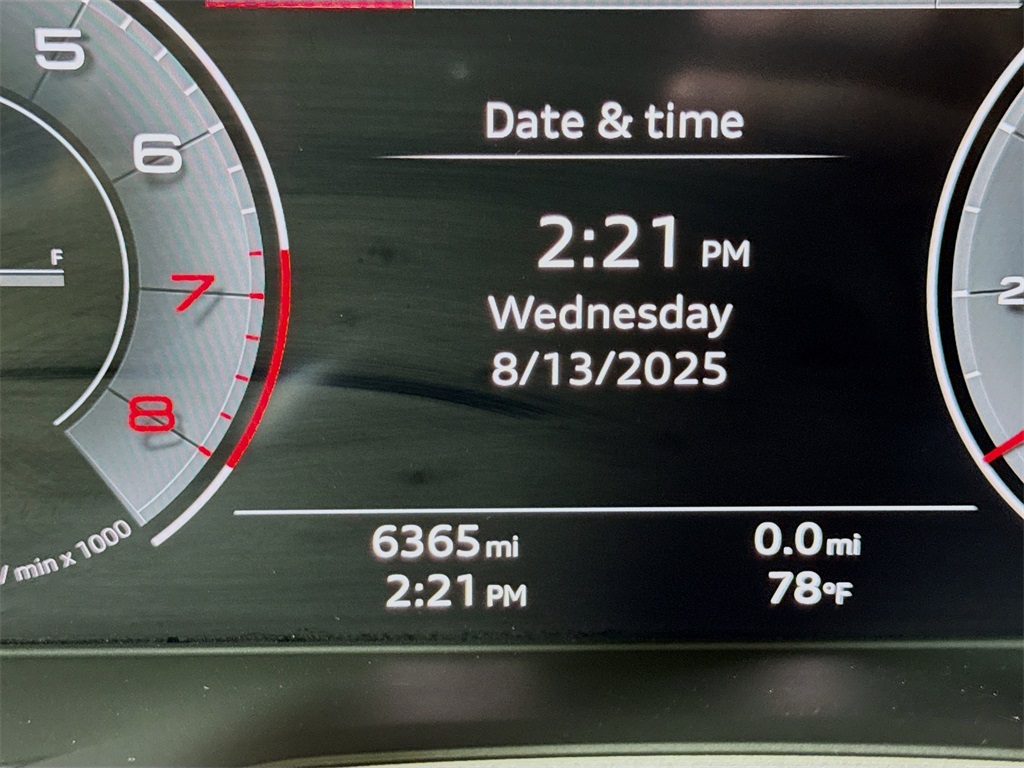 5
6
7
8
F
/ min x 1000
Date & time
2:21 PM
Wednesday
8/13/2025
6365 mi
2:21 PM
0.0 mi
78°F
2